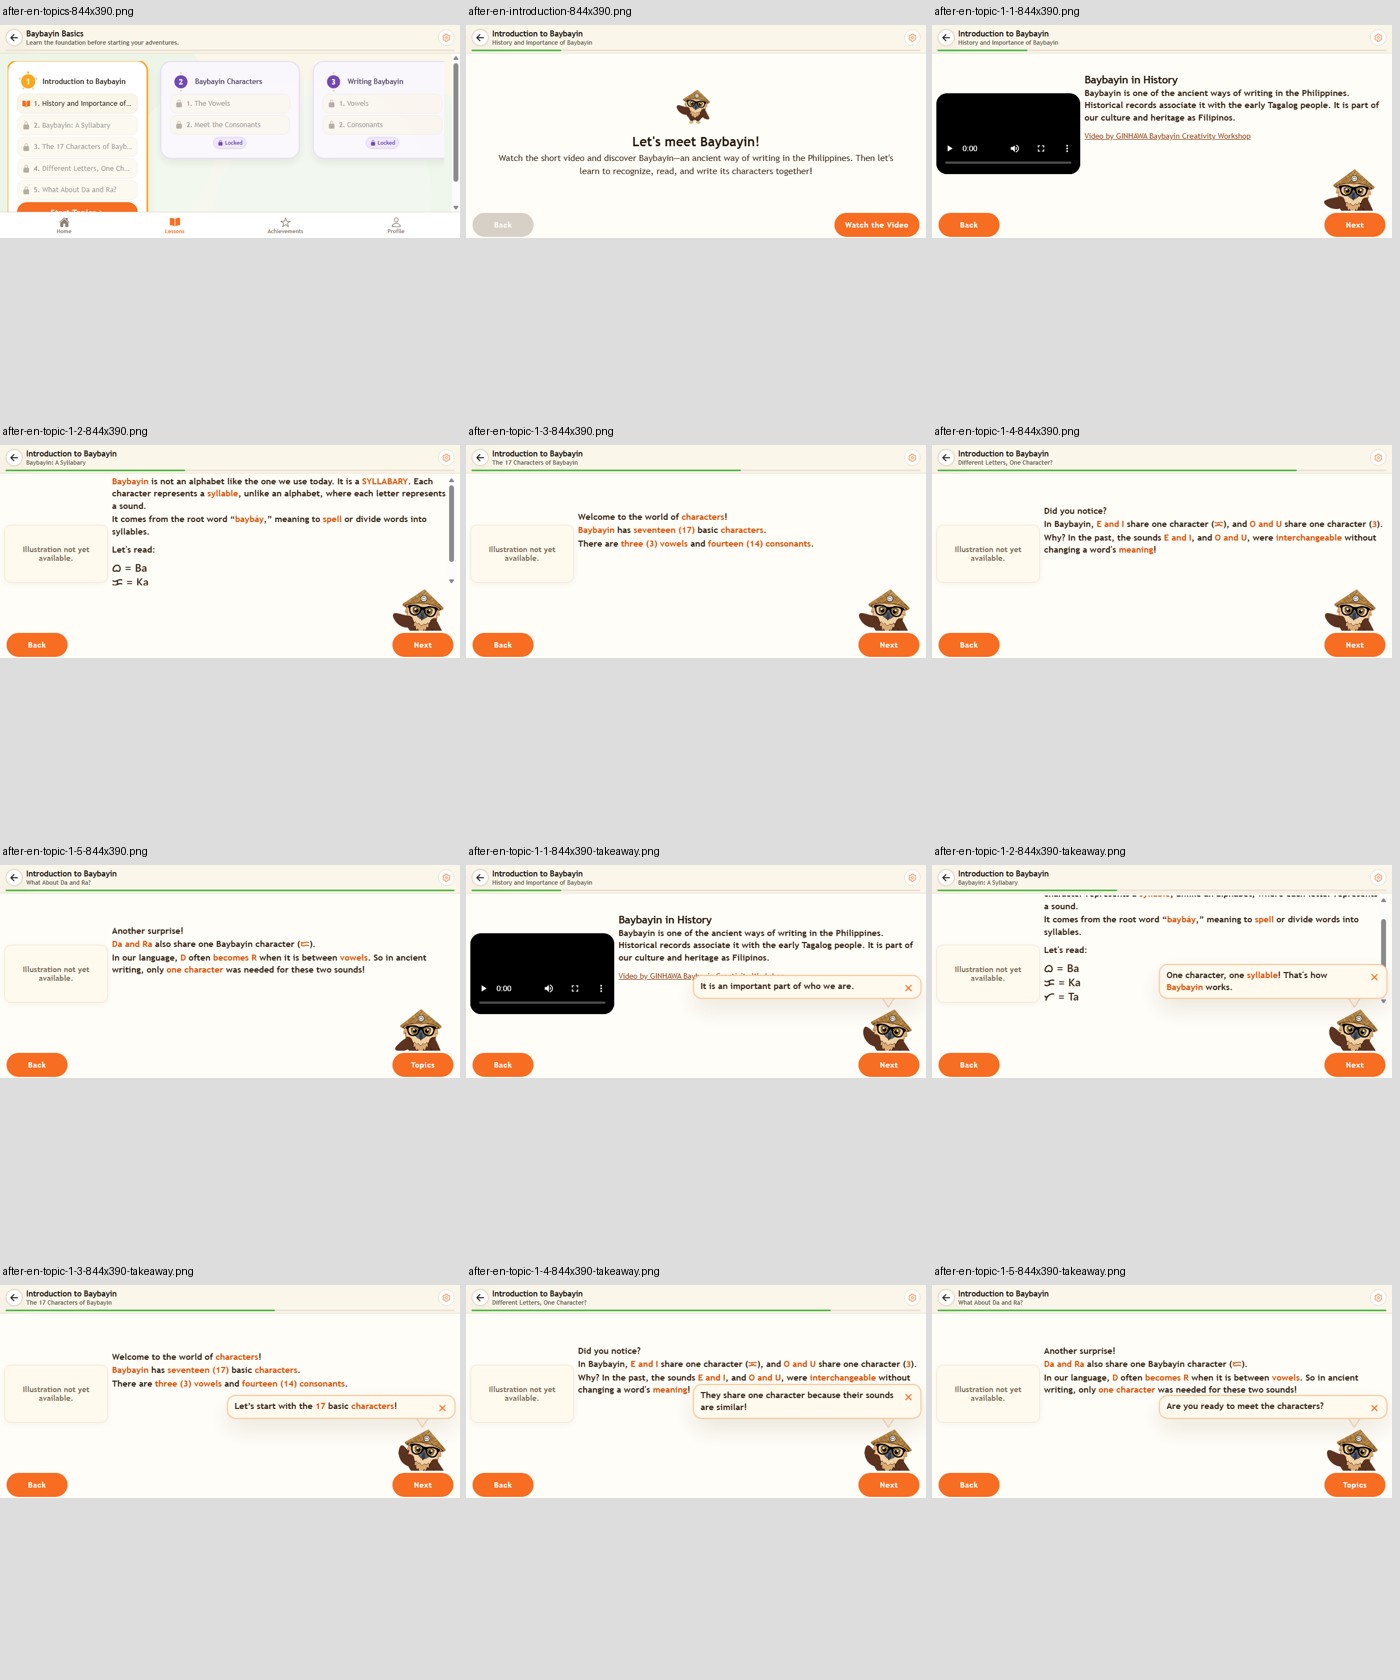 after-en-topics-844x390.png
Baybayin Basics
Learn the foundation before starting your adventures.
1 Introduction to Baybayin
1. History and Importance of...
2. Baybayin: A Syllabary
3. The 17 Characters of Bayb...
4. Different Letters, One Ch...
5. What About Da and Ra?
2 Baybayin Characters
1. The Vowels
2. Meet the Consonants
Locked
3 Writing Baybayin
1. Vowels
2. Consonants
Locked
Home
Lessons
Achievements
Profile
after-en-introduction-844x390.png
Introduction to Baybayin
History and Importance of Baybayin
Let's meet Baybayin!
Watch the short video and discover Baybayin—an ancient way of writing in the Philippines. Then let's
learn to recognize, read, and write its characters together!
Back
Watch the Video
after-en-topic-1-1-844x390.png
Introduction to Baybayin
History and Importance of Baybayin
0:00
Baybayin in History
Baybayin is one of the ancient ways of writing in the Philippines.
Historical records associate it with the early Tagalog people. It is part of
our culture and heritage as Filipinos.
Video by GINHAWA Baybayin Creativity Workshop
Back
Next
after-en-topic-1-2-844x390.png
Introduction to Baybayin
Baybayin: A Syllabary
Illustration not yet
available.
Baybayin is not an alphabet like the one we use today. It is a SYLLABARY. Each
character represents a syllable, unlike an alphabet, where each letter represents
a sound.
It comes from the root word “baybáy,” meaning to spell or divide words into
syllables.
Let's read:
ᜊ = Ba
ᜃ = Ka
Back
Next
after-en-topic-1-3-844x390.png
Introduction to Baybayin
The 17 Characters of Baybayin
Illustration not yet
available.
Welcome to the world of characters!
Baybayin has seventeen (17) basic characters.
There are three (3) vowels and fourteen (14) consonants.
Back
Next
after-en-topic-1-4-844x390.png
Introduction to Baybayin
Different Letters, One Character?
Illustration not yet
available.
Did you notice?
In Baybayin, E and I share one character (ᜁ), and O and U share one character (ᜂ).
Why? In the past, the sounds E and I, and O and U, were interchangeable without
changing a word's meaning!
Back
Next
after-en-topic-1-5-844x390.png
Introduction to Baybayin
What About Da and Ra?
Illustration not yet
available.
Another surprise!
Da and Ra also share one Baybayin character (ᜇ).
In our language, D often becomes R when it is between vowels. So in ancient
writing, only one character was needed for these two sounds!
Back
Topics
after-en-topic-1-1-844x390-takeaway.png
Introduction to Baybayin
History and Importance of Baybayin
0:00
Baybayin in History
Baybayin is one of the ancient ways of writing in the Philippines.
Historical records associate it with the early Tagalog people. It is part of
our culture and heritage as Filipinos.
Video by GINHAWA
It is an important part of who we are.
Back
Next
after-en-topic-1-2-844x390-takeaway.png
Introduction to Baybayin
Baybayin: A Syllabary
Illustration not yet
available.
a sound.
It comes from the root word “baybáy,” meaning to spell or divide words into
syllables.
Let's read:
ᜊ = Ba
ᜃ = Ka
ᜆ = Ta
One character, one syllable! That's how
Baybayin works.
Back
Next
after-en-topic-1-3-844x390-takeaway.png
Introduction to Baybayin
The 17 Characters of Baybayin
Illustration not yet
available.
Welcome to the world of characters!
Baybayin has seventeen (17) basic characters.
There are three (3) vowels and fourteen (14) consonants.
Let's start with the 17 basic characters!
Back
Next
after-en-topic-1-4-844x390-takeaway.png
Introduction to Baybayin
Different Letters, One Character?
Illustration not yet
available.
Did you notice?
In Baybayin, E and I share one character (ᜁ), and O and U share one character (ᜂ).
Why? In the past, the sounds E and I, and O and U, were interchangeable without
changing a word's meaning!
They share one character because their sounds
are similar!
Back
Next
after-en-topic-1-5-844x390-takeaway.png
Introduction to Baybayin
What About Da and Ra?
Illustration not yet
available.
Another surprise!
Da and Ra also share one Baybayin character (ᜇ).
In our language, D often becomes R when it is between vowels. So in ancient
writing, only one character was needed for these two sounds!
Are you ready to meet the characters?
Back
Topics